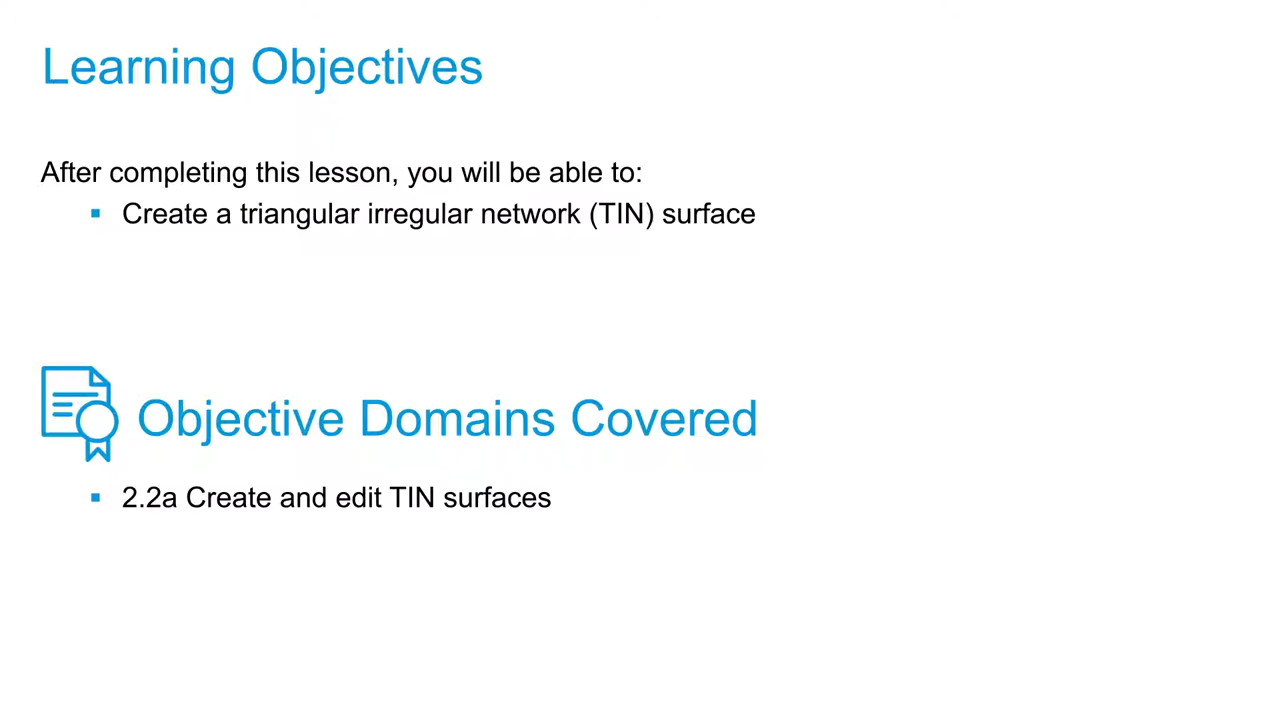 Learning Objectives
After completing this lesson, you will be able to:
▪ Create a triangular irregular network (TIN) surface
Objective Domains Covered
▪ 2.2a Create and edit TIN surfaces